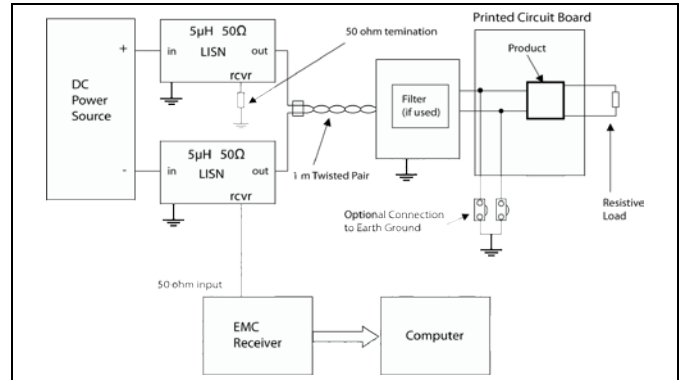 Printed Circuit Board
5µH 50Ω
in
out
LISN
rcvr
+
50 ohm temination
Product
DC
Power
Source
Filter
(if used)
-
5µH 50Ω
in
out
LISN
rcvr
1 m Twisted Pair
Optional Connection
to Earth Ground
Resistive
Load
50 ohm input
EMC
Receiver
Computer